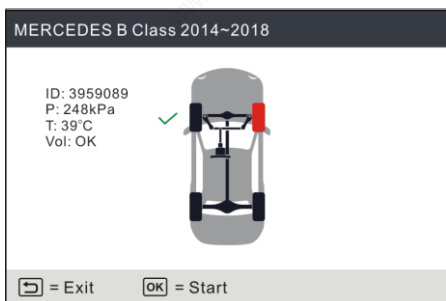 MERCEDES B Class 2014~2018
ID: 3959089
P: 248kPa
T: 39°C
Vol: OK
= Exit OK = Start